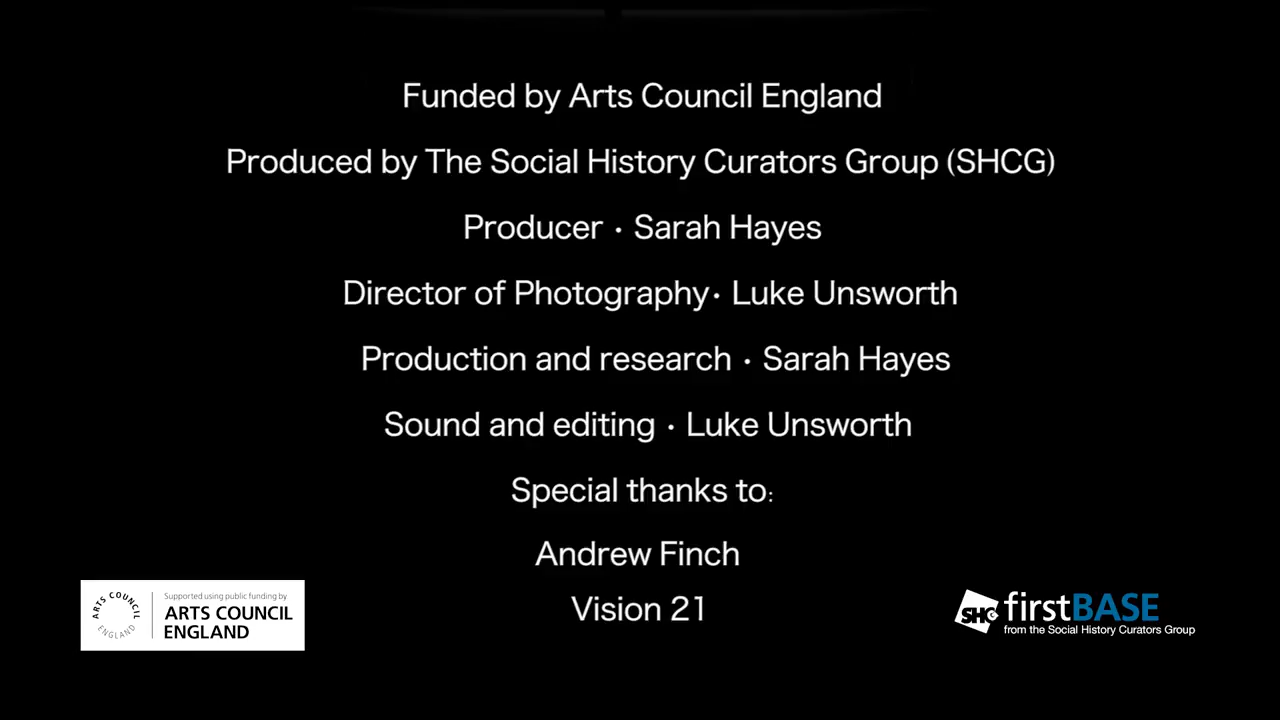 Funded by Arts Council England
Produced by The Social History Curators Group (SHCG)
Producer · Sarah Hayes
Director of Photography· Luke Unsworth
Production and research · Sarah Hayes
Sound and editing · Luke Unsworth
Special thanks to:
Andrew Finch
Vision 21
ARTS COUNCIL ENGLAND
Supported using public funding by
ARTS COUNCIL
ENGLAND
SHCG
firstBASE
from the Social History Curators Group